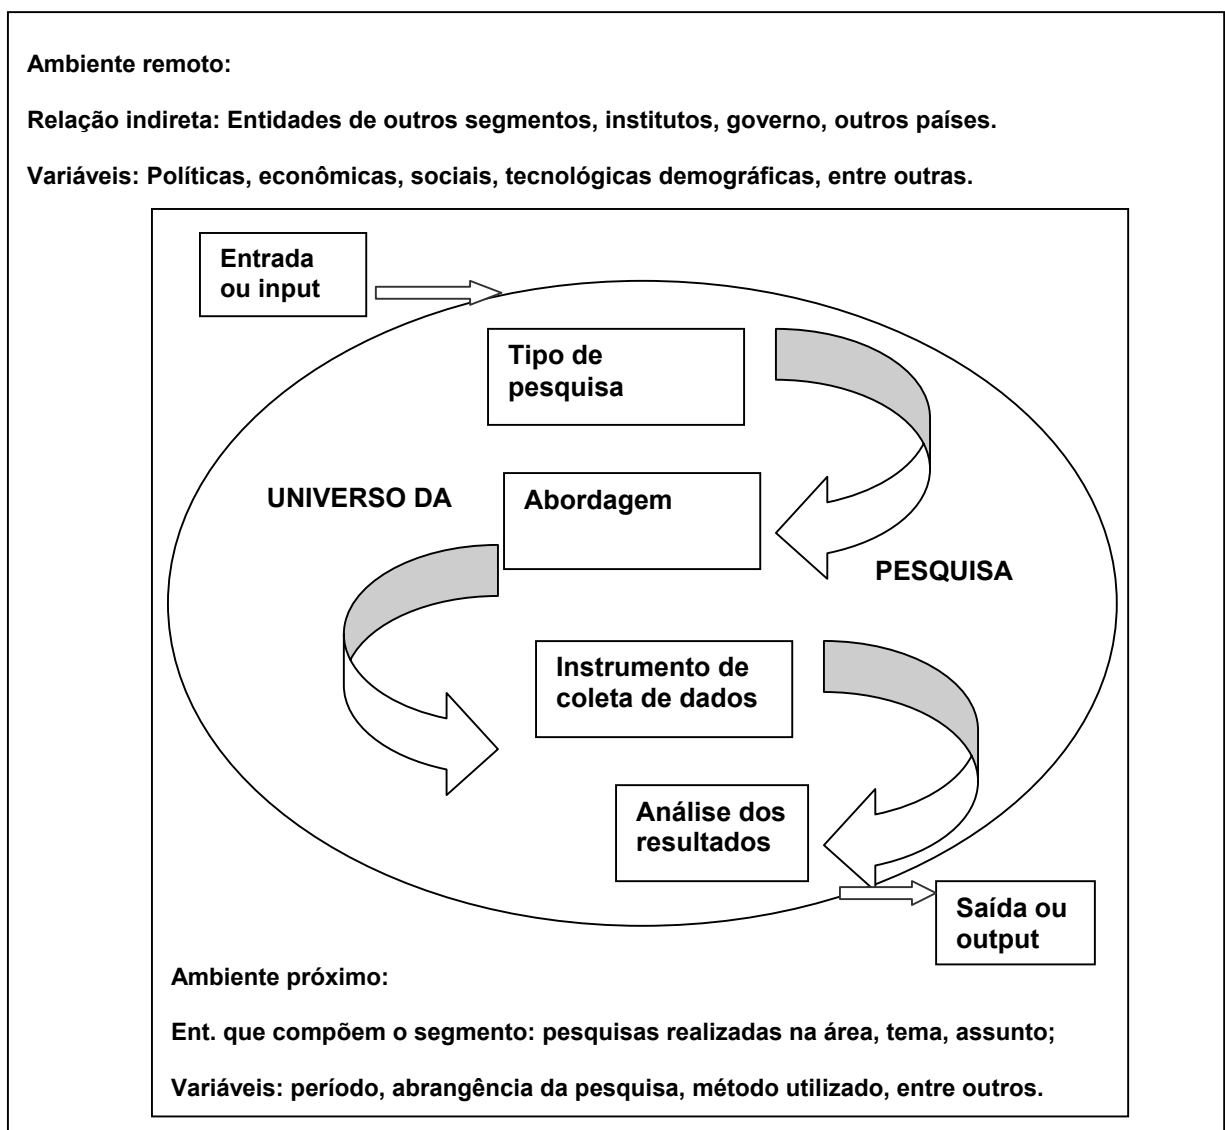 Ambiente remoto:
Relação indireta: Entidades de outros segmentos, institutos, governo, outros países.
Variáveis: Políticas, econômicas, sociais, tecnológicas demográficas, entre outras.
Entrada
ou input
Tipo de
pesquisa
UNIVERSO DA
Abordagem
PESQUISA
Instrumento de
coleta de dados
Análise dos
resultados
Saída ou
output
Ambiente próximo:
Ent. que compõem o segmento: pesquisas realizadas na área, tema, assunto;
Variáveis: período, abrangência da pesquisa, método utilizado, entre outros.